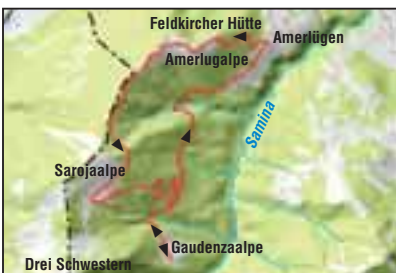 Feldkircher Hütte
Amerlügen
Amerlugalpe
Samina
Sarojaalpe
Gaudenzaalpe
Drei Schwestern